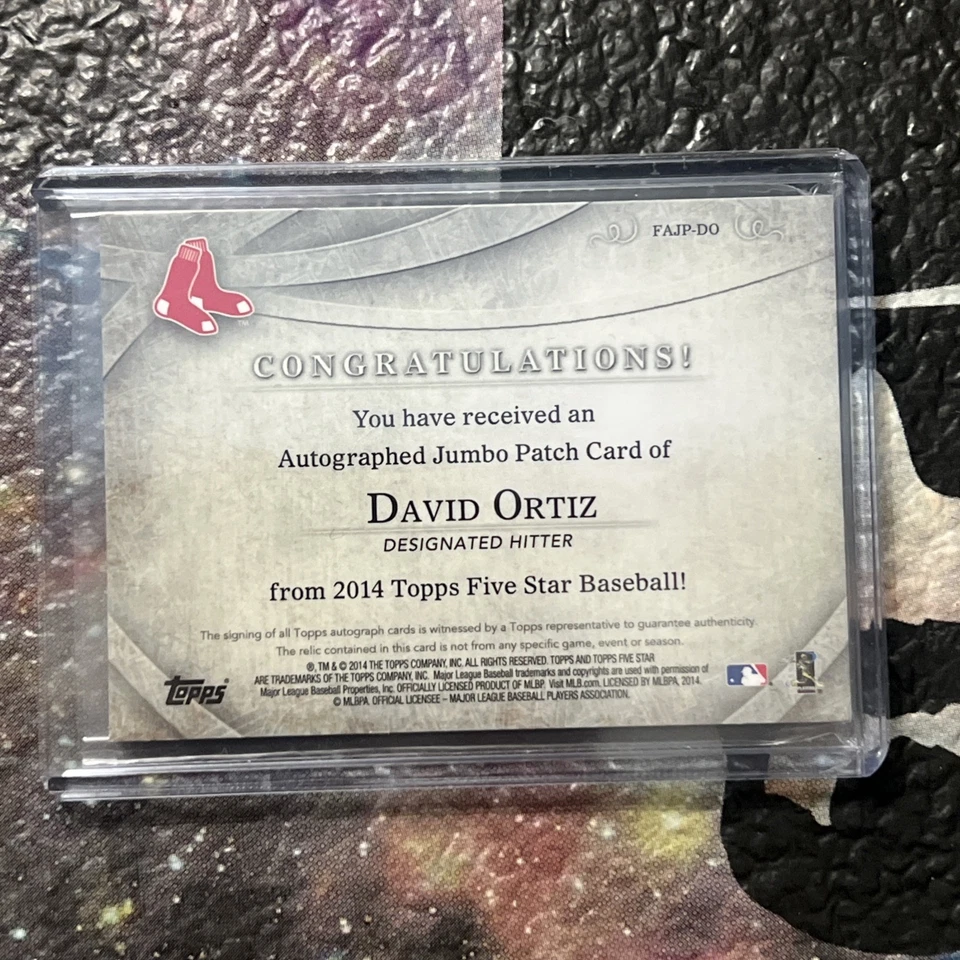 FAJP-DO
TM
CONGRATULATIONS!
You have received an
Autographed Jumbo Patch Card of
DAVID ORTIZ
DESIGNATED HITTER
from 2014 Topps Five Star Baseball!
The signing of all Topps autograph cards is witnessed by a Topps representative to guarantee authenticity.
The relic contained in this card is not from any specific game, event or season.
®, TM & © 2014 THE TOPPS COMPANY, INC. ALL RIGHTS RESERVED. TOPPS AND TOPPS FIVE STAR
ARE TRADEMARKS OF THE TOPPS COMPANY, INC. Major League Baseball trademarks and copyrights are used with permission of
Major League Baseball Properties, Inc. OFFICIALLY LICENSED PRODUCT OF MLBP. Visit MLB.com. LICENSED BY MLBPA, 2014.
© MLBPA. OFFICIAL LICENSEE – MAJOR LEAGUE BASEBALL PLAYERS ASSOCIATION.
Topps®